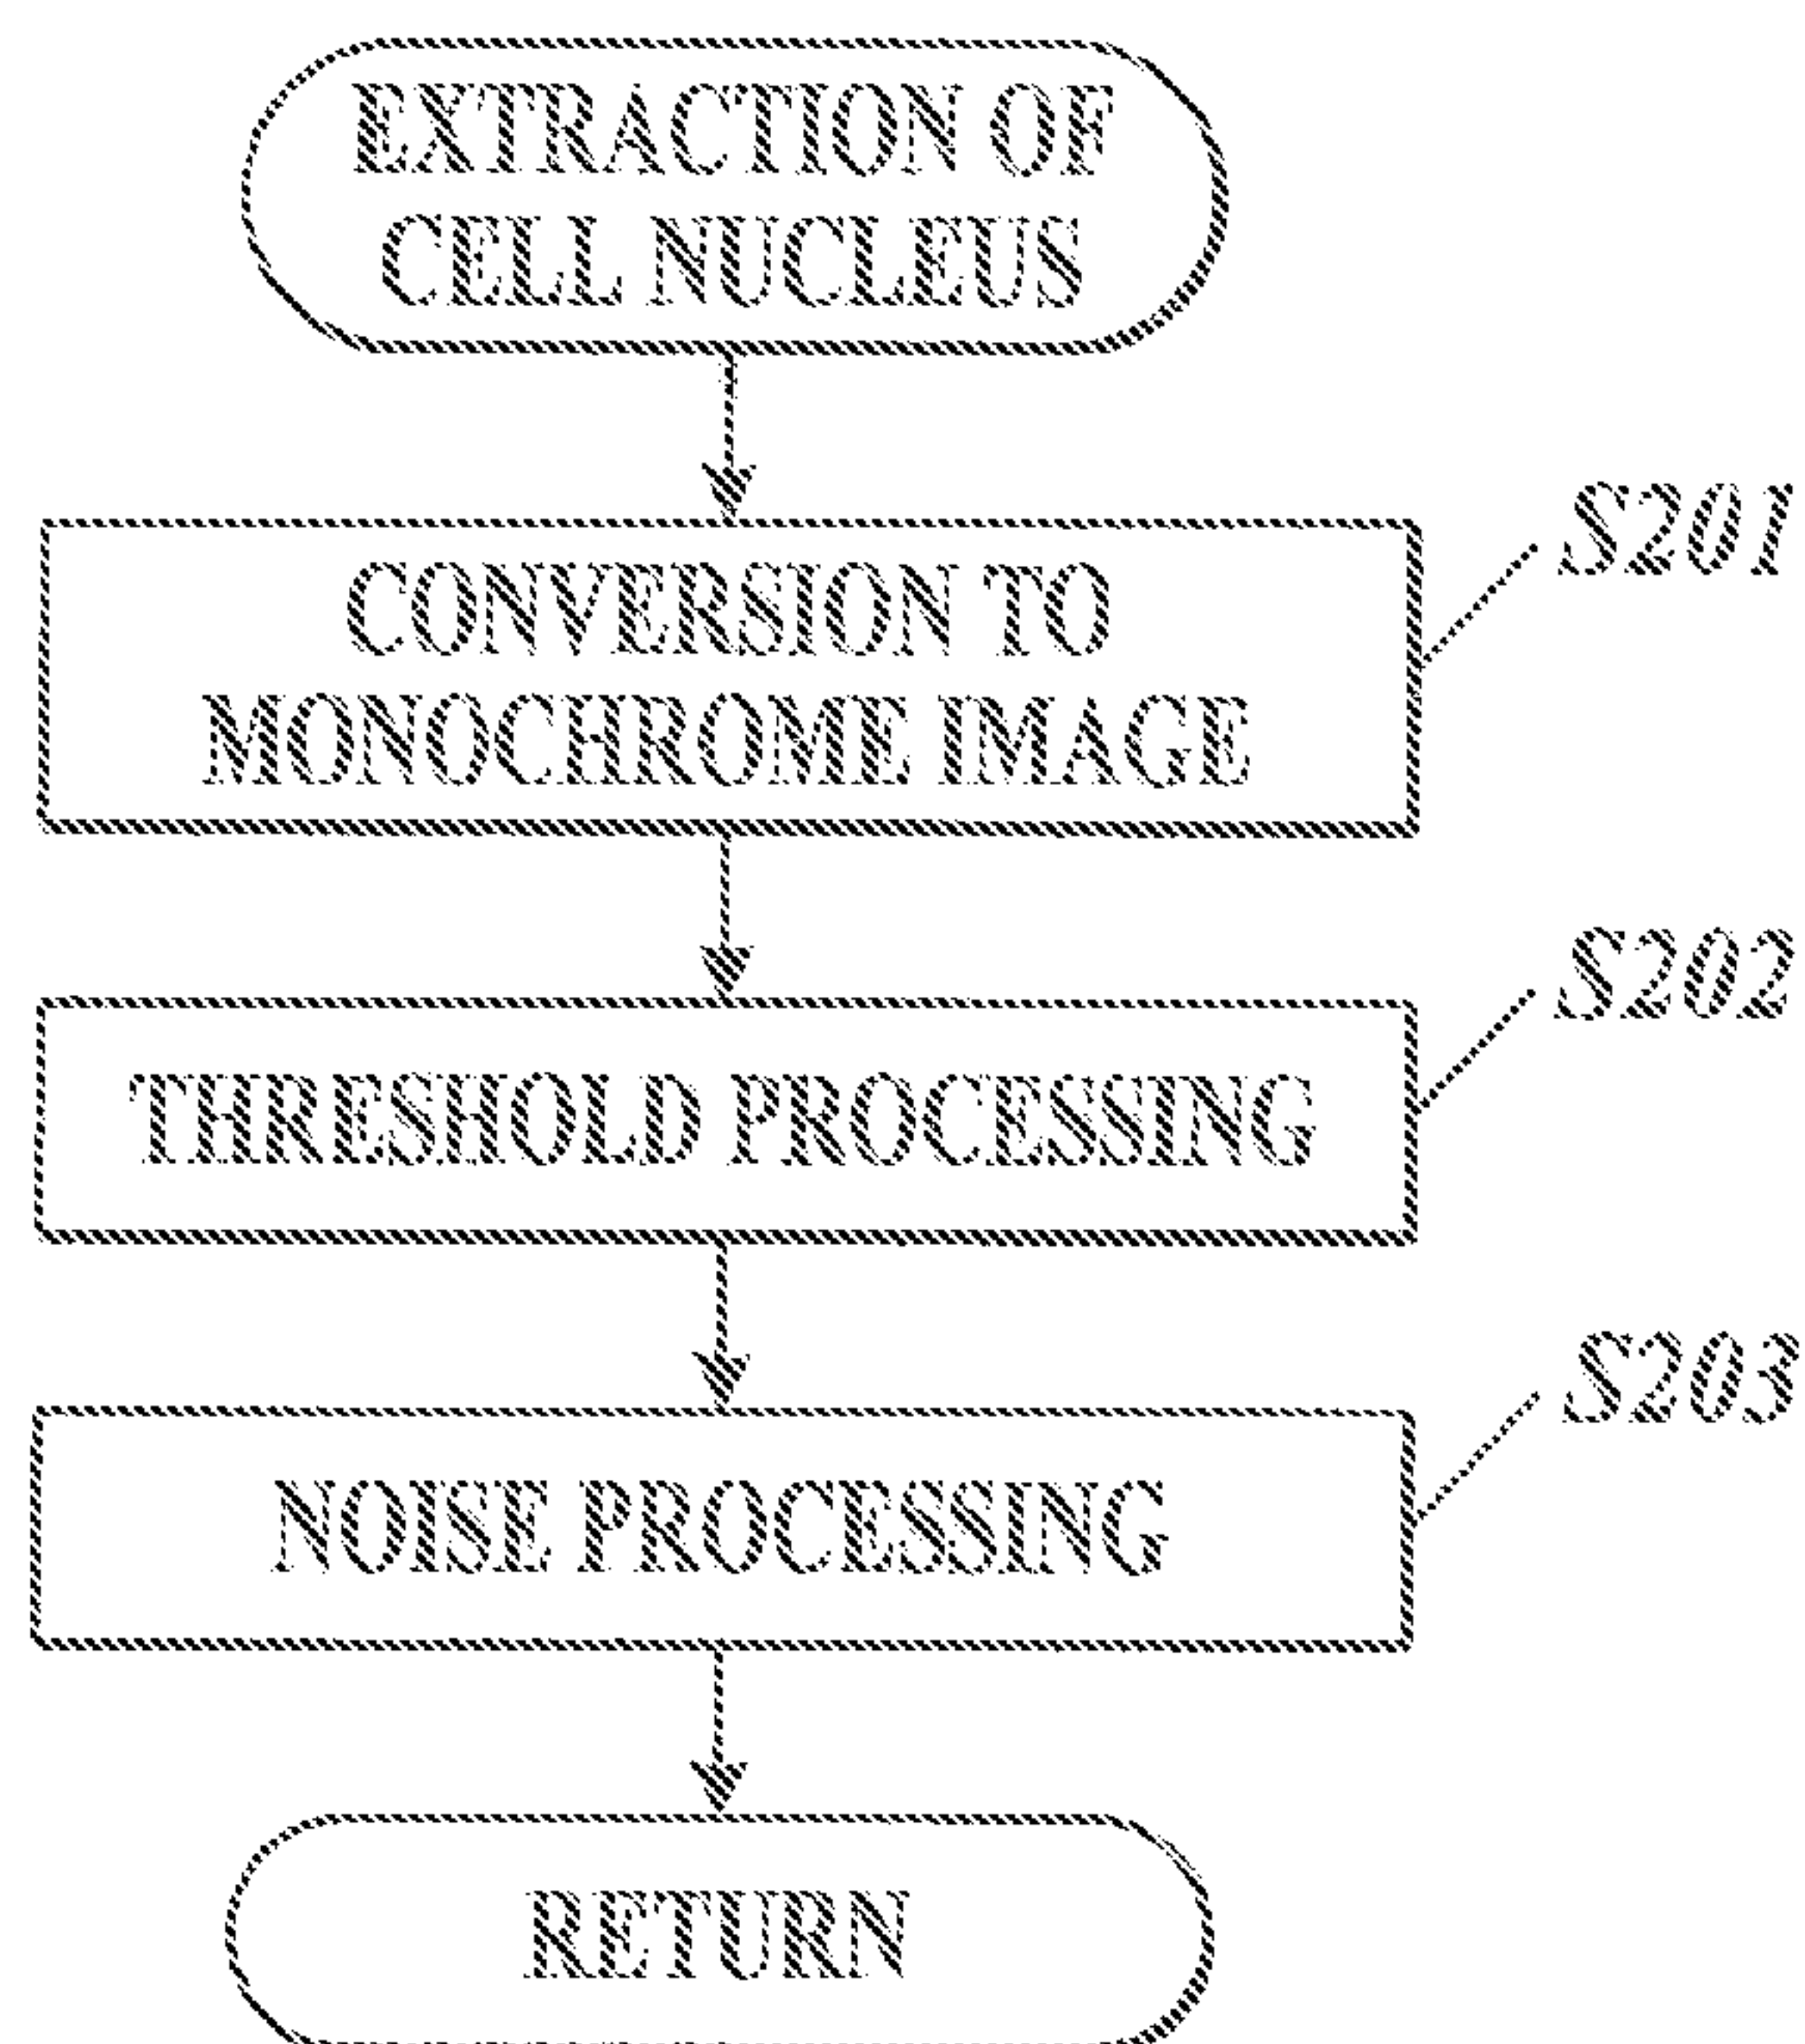 EXTRACTION OF
CELL NUCLEUS
S201
CONVERSION TO
MONOCHROME IMAGE
S202
THRESHOLD PROCESSING
S203
NOISE PROCESSING
RETURN